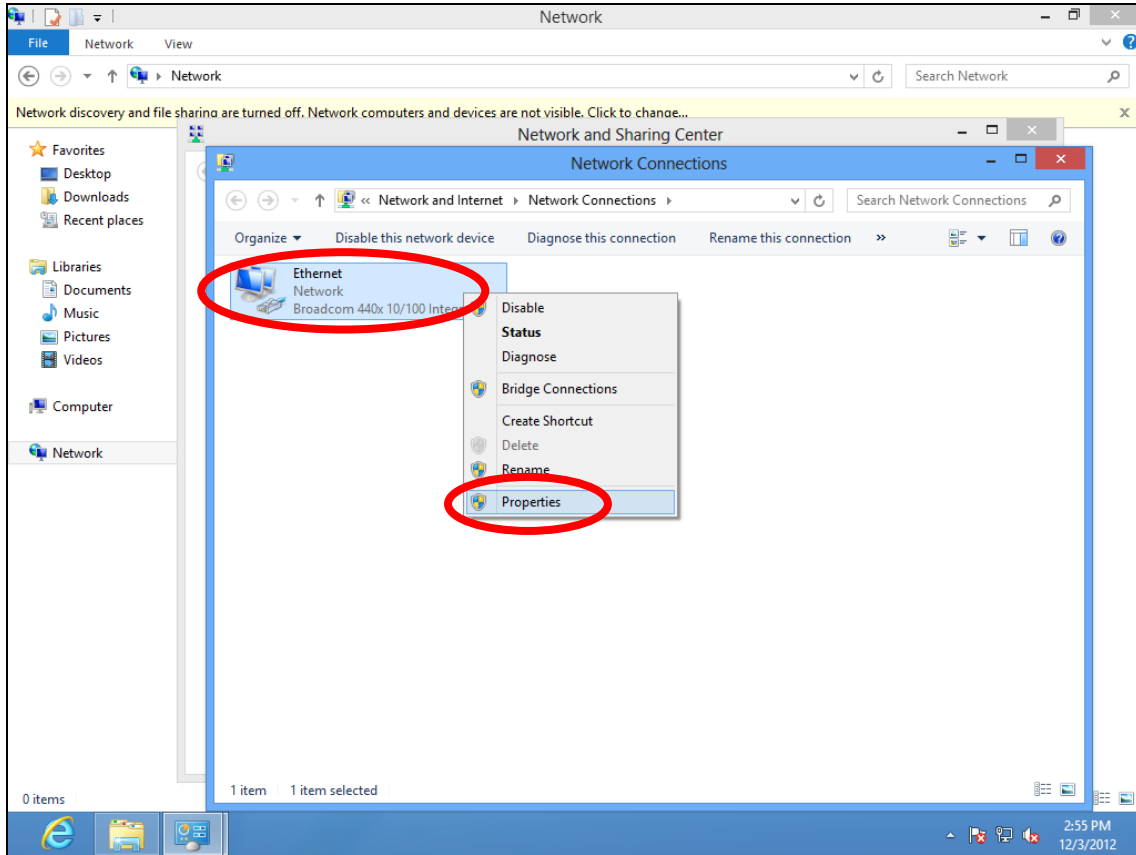 Network
File Network View
Network
Search Network
Network discovery and file sharing are turned off. Network computers and devices are not visible. Click to change...
Network and Sharing Center
Network Connections
« Network and Internet Network Connections
Search Network Connections
Organize Disable this network device Diagnose this connection Rename this connection »
Favorites
Desktop
Downloads
Recent places
Libraries
Documents
Music
Pictures
Videos
Computer
Network
Ethernet
Network
Broadcom 440x 10/100
Disable
Status
Diagnose
Bridge Connections
Create Shortcut
Delete
Rename
Properties
1 item 1 item selected
0 items
2:55 PM
12/3/2012